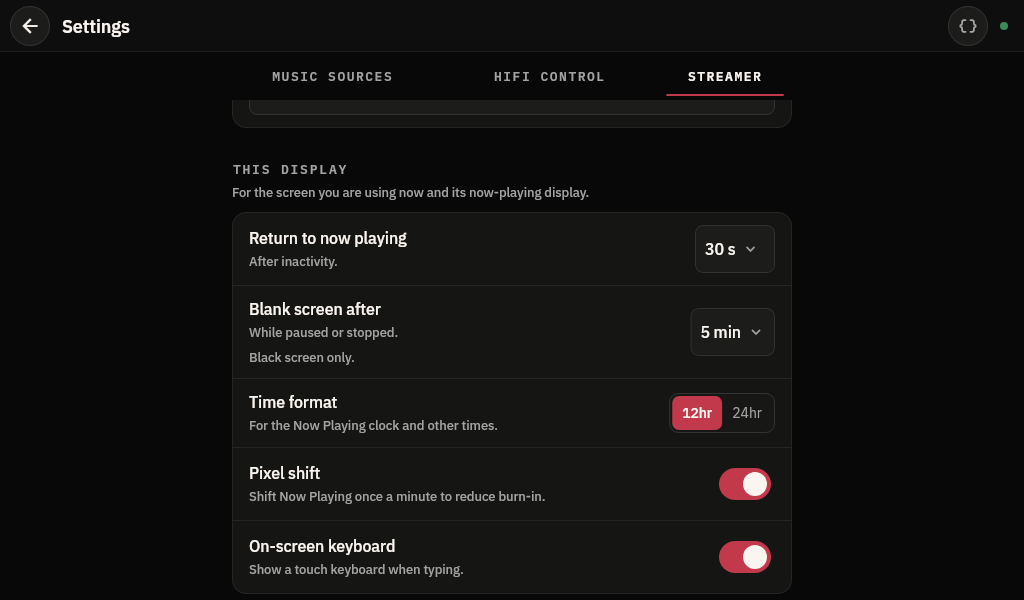 Settings
MUSIC SOURCES
HIFI CONTROL
STREAMER
THIS DISPLAY
For the screen you are using now and its now-playing display.
Return to now playing
After inactivity.
30 s
Blank screen after
While paused or stopped.
Black screen only.
5 min
Time format
For the Now Playing clock and other times.
12hr
24hr
Pixel shift
Shift Now Playing once a minute to reduce burn-in.
On-screen keyboard
Show a touch keyboard when typing.